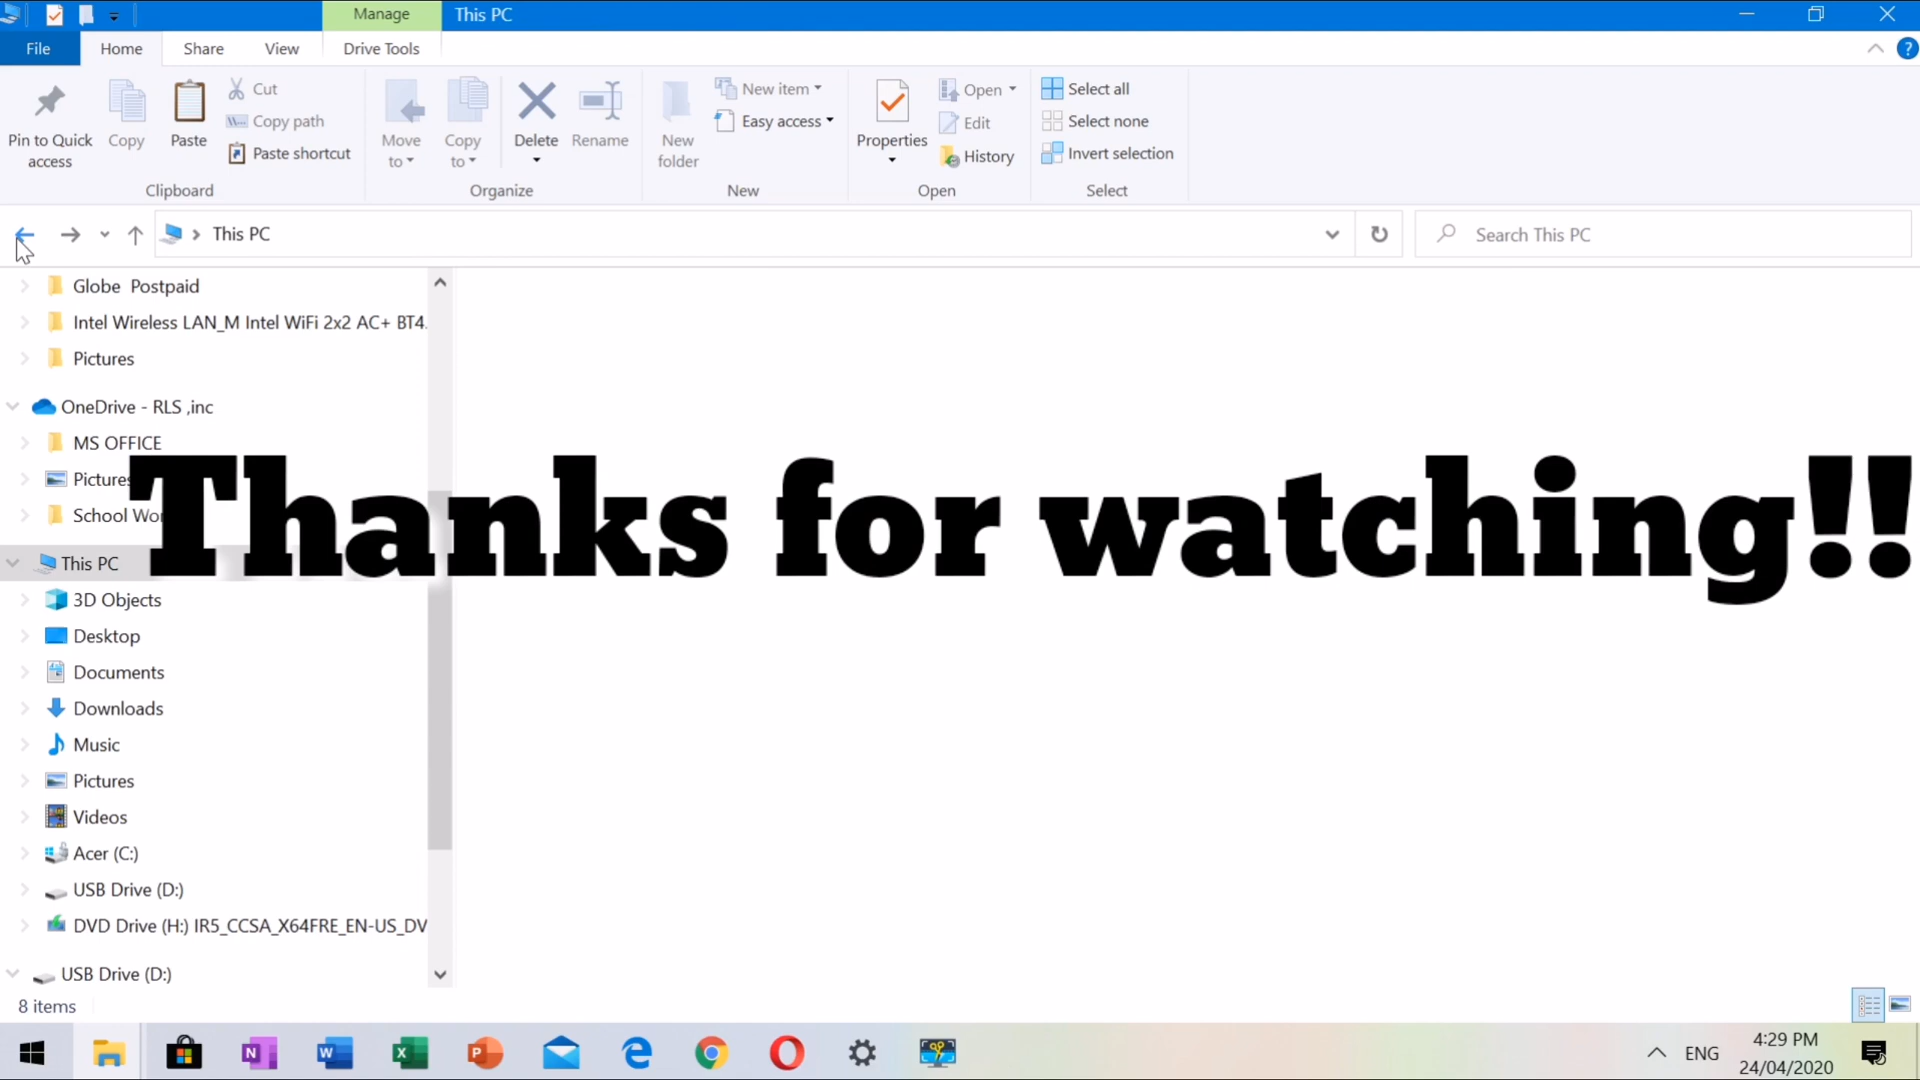 Manage
This PC
File
Home
Share
View
Drive Tools
Pin to Quick access
Copy
Paste
Cut
Copy path
Paste shortcut
Clipboard
Move to
Copy to
Delete
Rename
Organize
New folder
New item
Easy access
New
Properties
Open
Edit
History
Open
Select all
Select none
Invert selection
Select
This PC
Search This PC
Globe Postpaid
Intel Wireless LAN_M Intel WiFi 2x2 AC+ BT4.
Pictures
OneDrive - RLS ,inc
MS OFFICE
Pictures
School Wor
Thanks for watching!!
This PC
3D Objects
Desktop
Documents
Downloads
Music
Pictures
Videos
Acer (C:)
USB Drive (D:)
DVD Drive (H:) IR5_CCSA_X64FRE_EN-US_DV
USB Drive (D:)
8 items
ENG
4:29 PM
24/04/2020